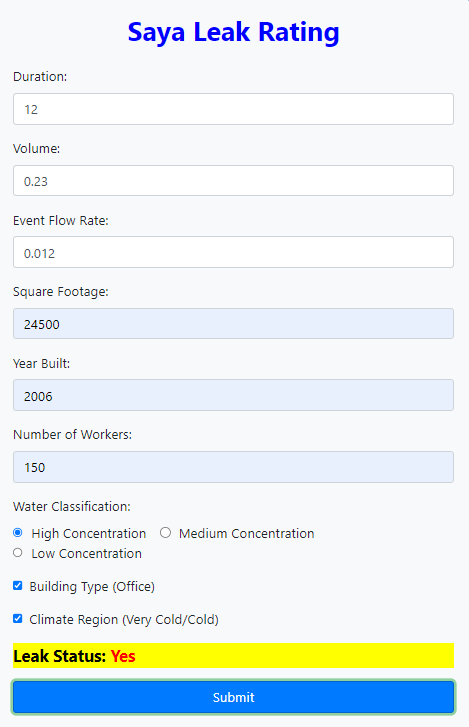 Saya Leak Rating
Duration:
12
Volume:
0.23
Event Flow Rate:
0.012
Square Footage:
24500
Year Built:
2006
Number of Workers:
150
Water Classification:
High Concentration Medium Concentration
Low Concentration
Building Type (Office)
Climate Region (Very Cold/Cold)
Leak Status: Yes
Submit